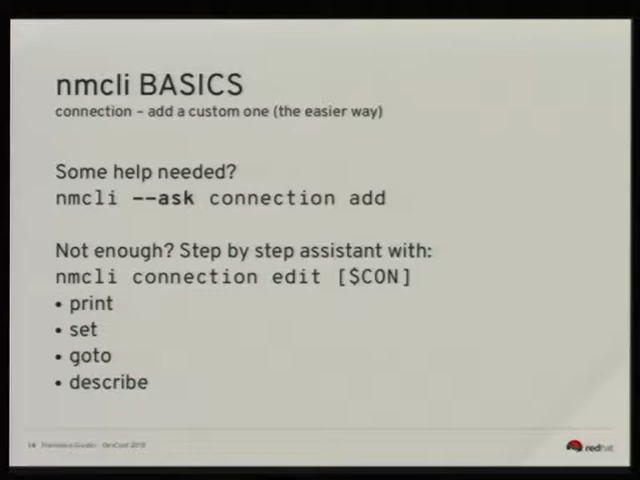 nmcli BASICS
connection – add a custom one (the easier way)
Some help needed?
nmcli --ask connection add
Not enough? Step by step assistant with:
nmcli connection edit [$CON]
• print
• set
• goto
• describe
14
redhat